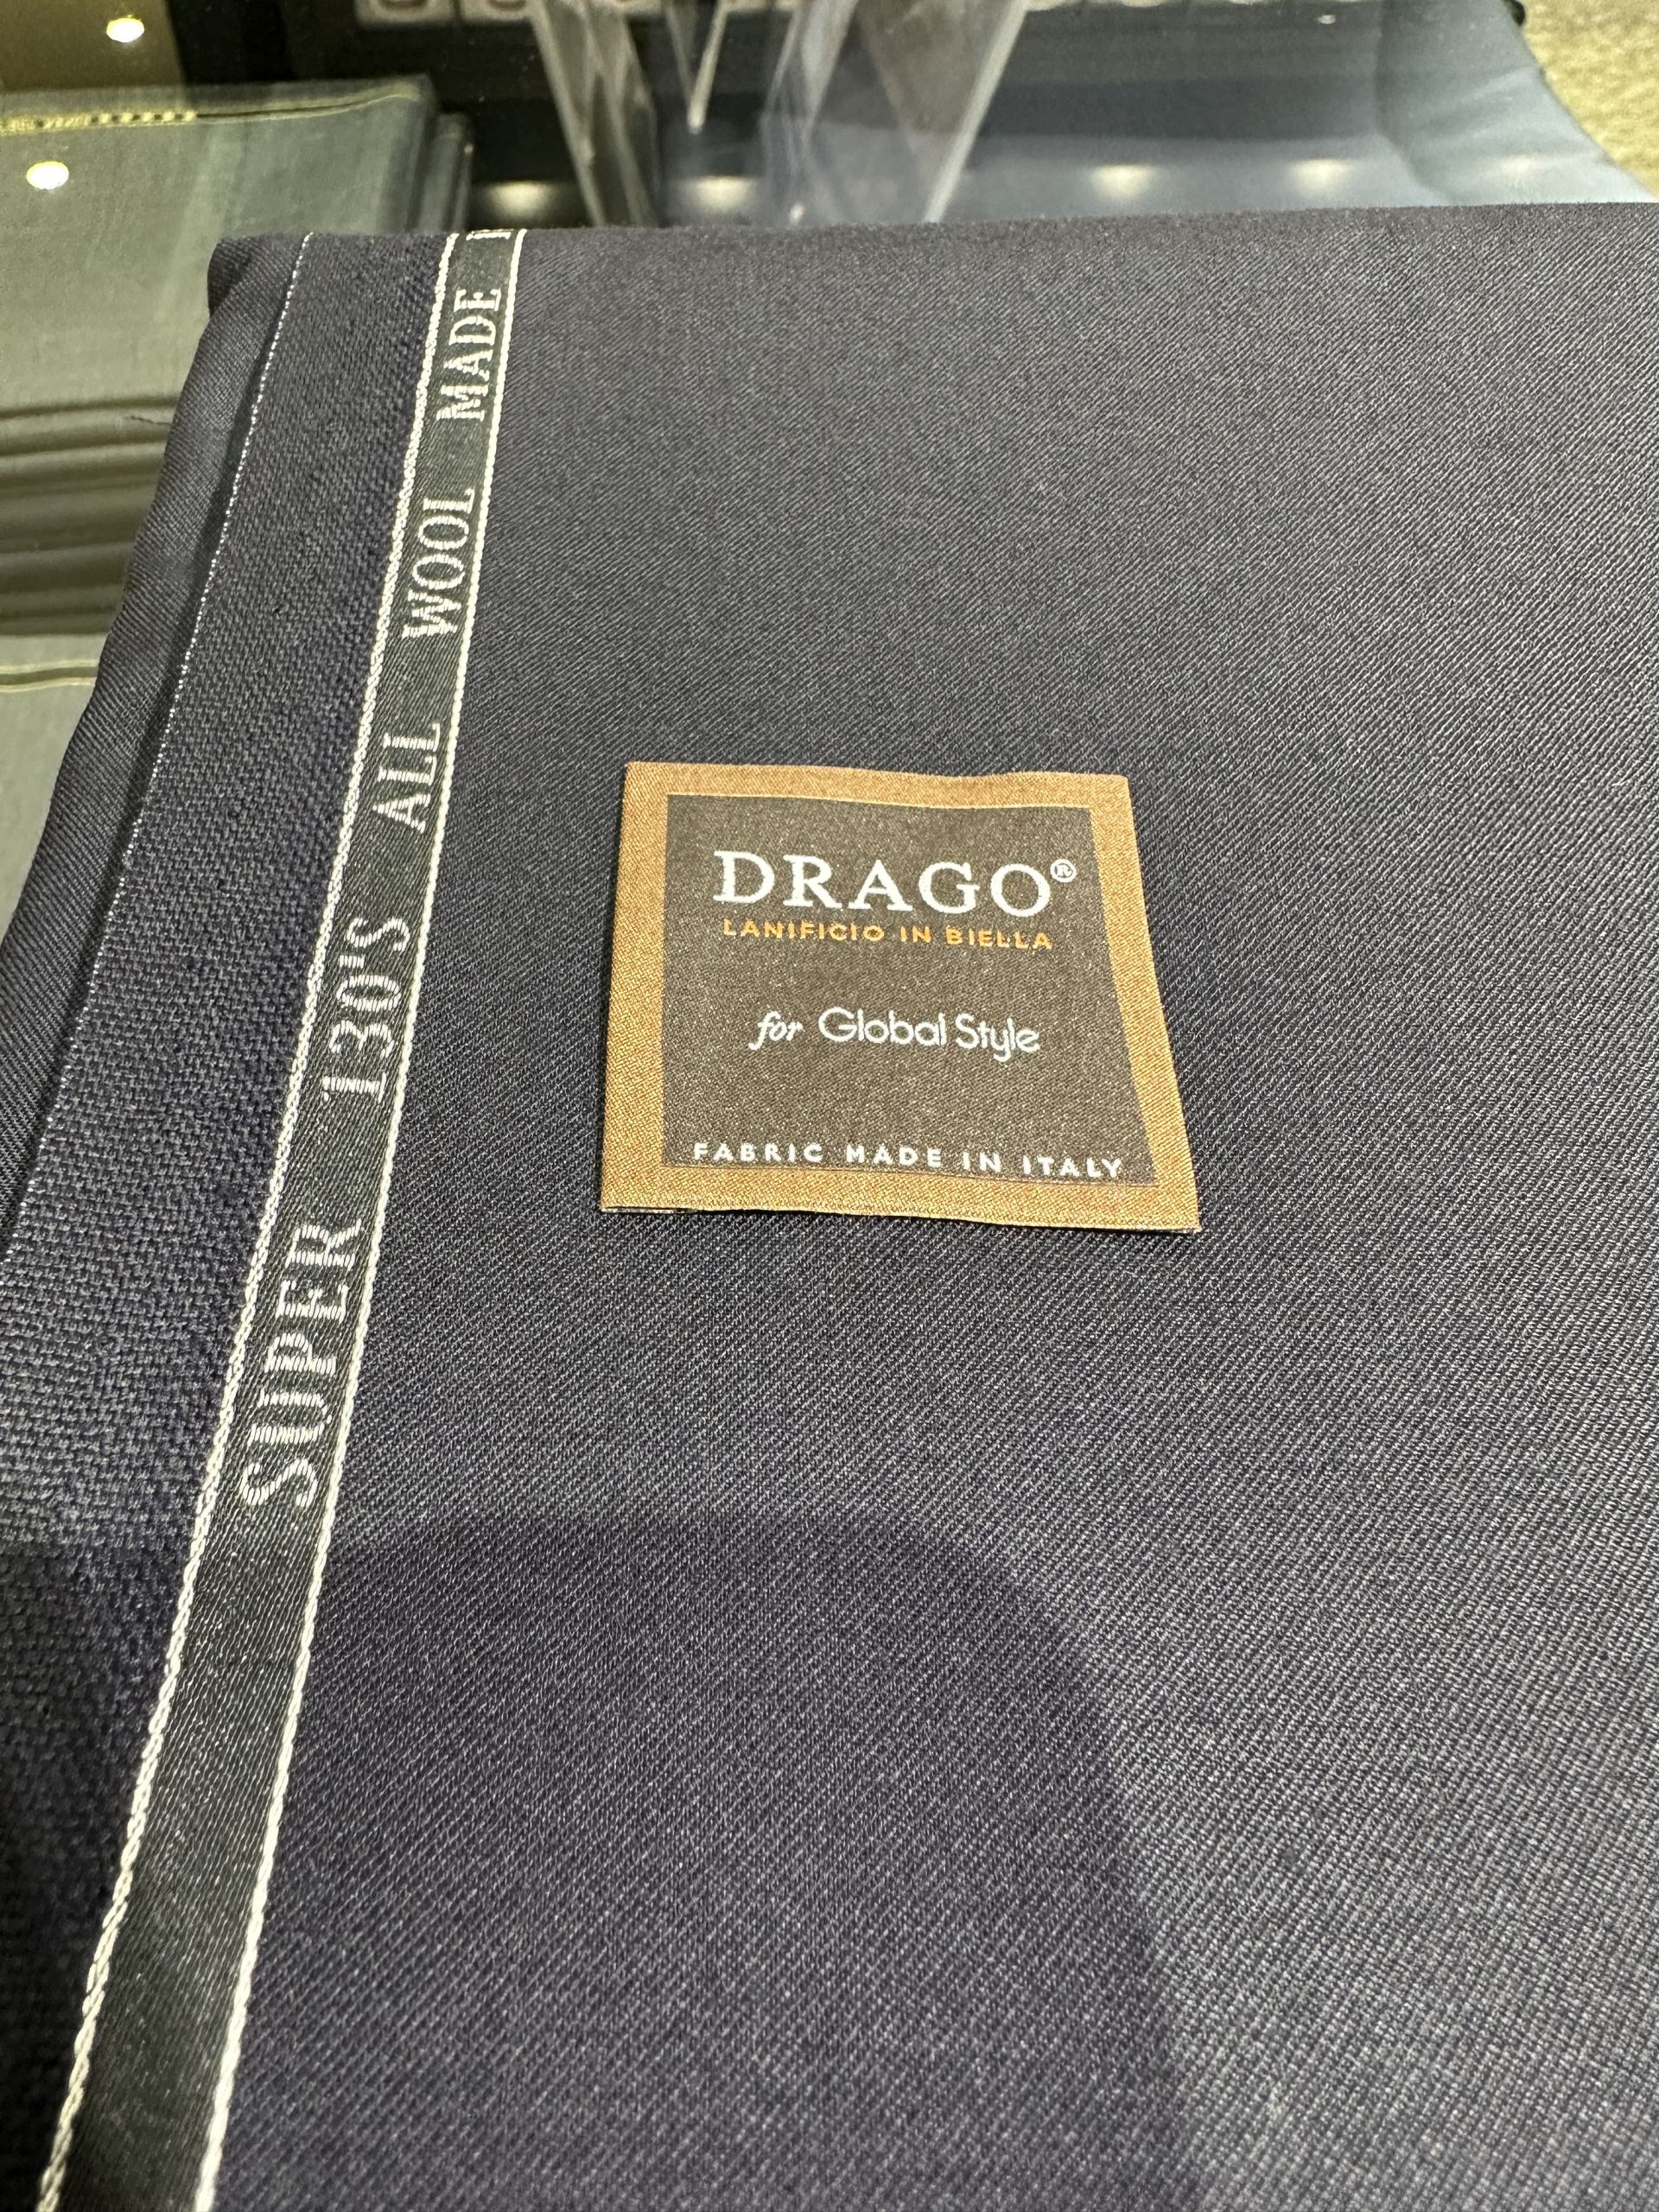 SUPER 130'S ALL WOOL MADE
DRAGO®
LANIFICIO IN BIELLA
for Global Style
FABRIC MADE IN ITALY